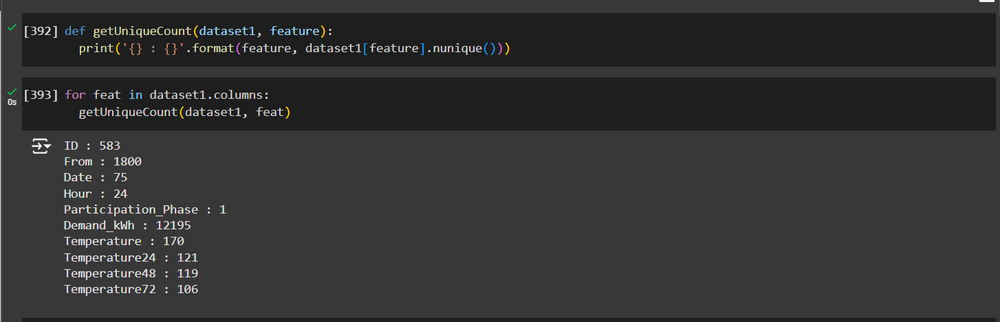 [392] def getUniqueCount(dataset1, feature):
print('{} : {}'.format(feature, dataset1[feature].nunique()))
[393] for feat in dataset1.columns:
0s
getUniqueCount(dataset1, feat)
ID : 583
From : 1800
Date : 75
Hour : 24
Participation_Phase : 1
Demand_kWh : 12195
Temperature : 170
Temperature24 : 121
Temperature48 : 119
Temperature72 : 106